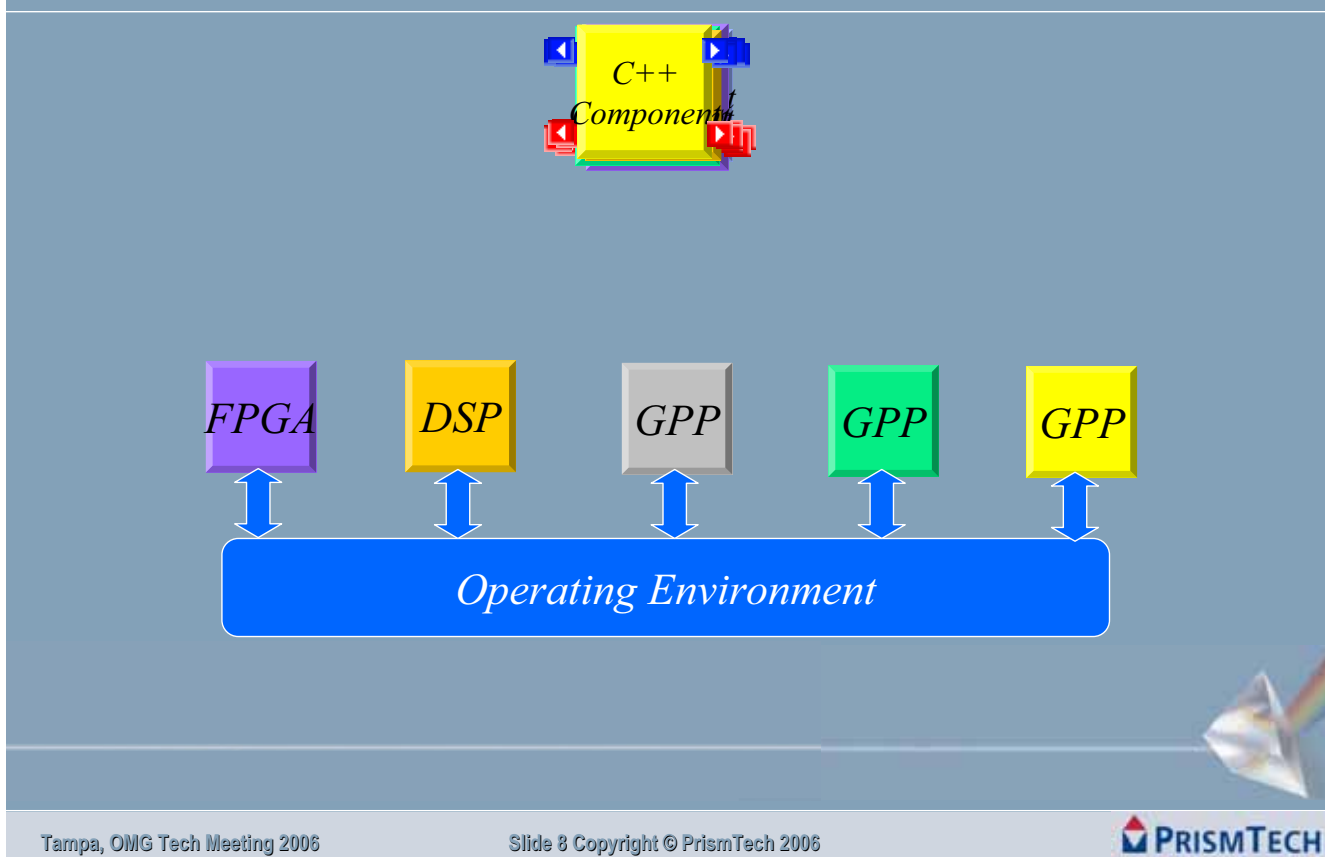 C++
Component
FPGA
DSP
GPP
GPP
GPP
Operating Environment
Tampa, OMG Tech Meeting 2006
Slide 8 Copyright © PrismTech 2006
PRISMTECH